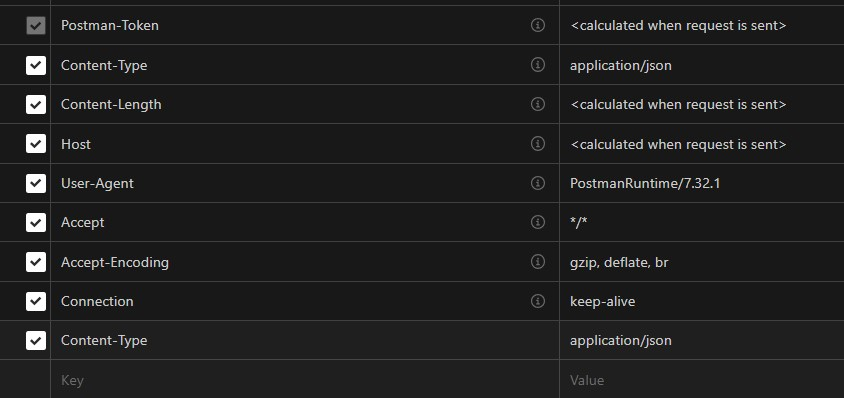 Postman-Token <calculated when request is sent>
Content-Type application/json
Content-Length <calculated when request is sent>
Host <calculated when request is sent>
User-Agent PostmanRuntime/7.32.1
Accept */*
Accept-Encoding gzip, deflate, br
Connection keep-alive
Content-Type application/json
Key Value